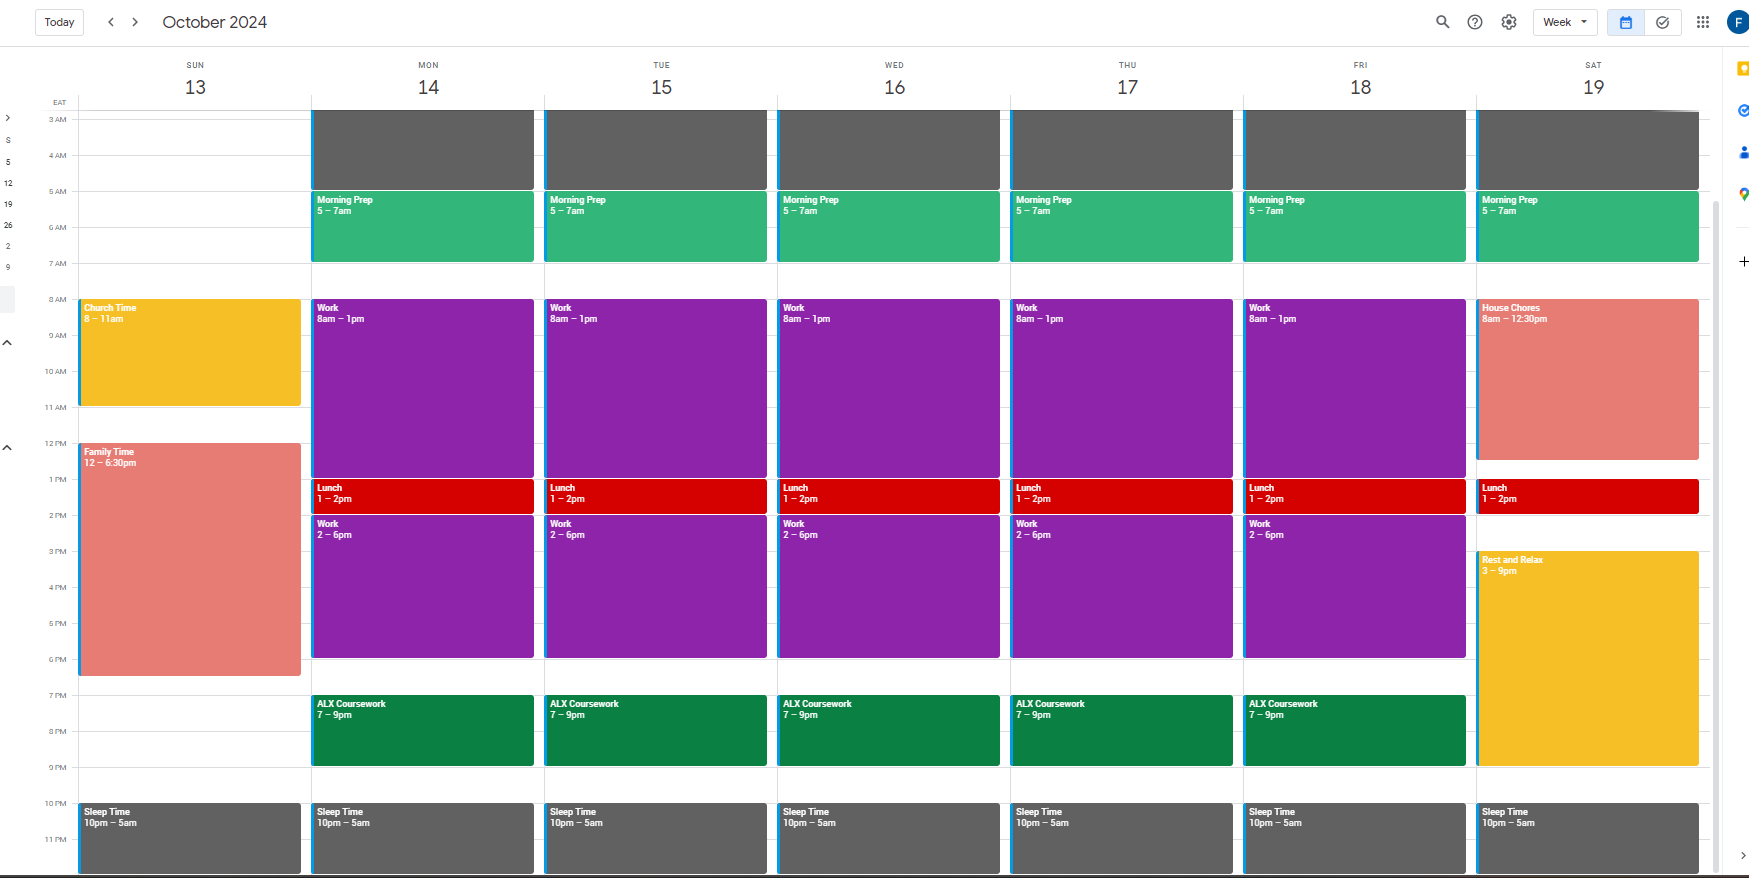 Today
October 2024
Week
F
SUN
13
MON
14
TUE
15
WED
16
THU
17
FRI
18
SAT
19
EAT
S
5
12
19
26
2
9
3 AM
4 AM
5 AM
6 AM
7 AM
8 AM
9 AM
10 AM
11 AM
12 PM
1 PM
2 PM
3 PM
4 PM
5 PM
6 PM
7 PM
8 PM
9 PM
10 PM
11 PM
Church Time
8 – 11am
Family Time
12 – 6:30pm
Sleep Time
10pm – 5am
Morning Prep
5 – 7am
Work
8am – 1pm
Lunch
1 – 2pm
Work
2 – 6pm
ALX Coursework
7 – 9pm
Sleep Time
10pm – 5am
Morning Prep
5 – 7am
Work
8am – 1pm
Lunch
1 – 2pm
Work
2 – 6pm
ALX Coursework
7 – 9pm
Sleep Time
10pm – 5am
Morning Prep
5 – 7am
Work
8am – 1pm
Lunch
1 – 2pm
Work
2 – 6pm
ALX Coursework
7 – 9pm
Sleep Time
10pm – 5am
Morning Prep
5 – 7am
Work
8am – 1pm
Lunch
1 – 2pm
Work
2 – 6pm
ALX Coursework
7 – 9pm
Sleep Time
10pm – 5am
Morning Prep
5 – 7am
Work
8am – 1pm
Lunch
1 – 2pm
Work
2 – 6pm
ALX Coursework
7 – 9pm
Sleep Time
10pm – 5am
Morning Prep
5 – 7am
House Chores
8am – 12:30pm
Lunch
1 – 2pm
Rest and Relax
3 – 9pm
Sleep Time
10pm – 5am